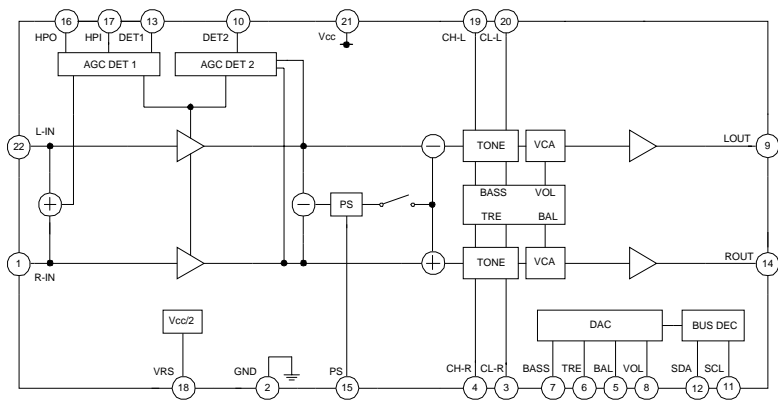 16 17 13 10 21 19 20
HPO HPI DET1 DET2 Vcc CH-L CL-L
AGC DET 1 AGC DET 2
L-IN
22 TONE VCA LOUT 9
BASS VOL
PS
TRE BAL
1 R-IN TONE VCA ROUT 14
Vcc/2 DAC BUS DEC
VRS GND PS CH-R CL-R BASS TRE BAL VOL SDA SCL
18 2 15 4 3 7 6 5 8 12 11